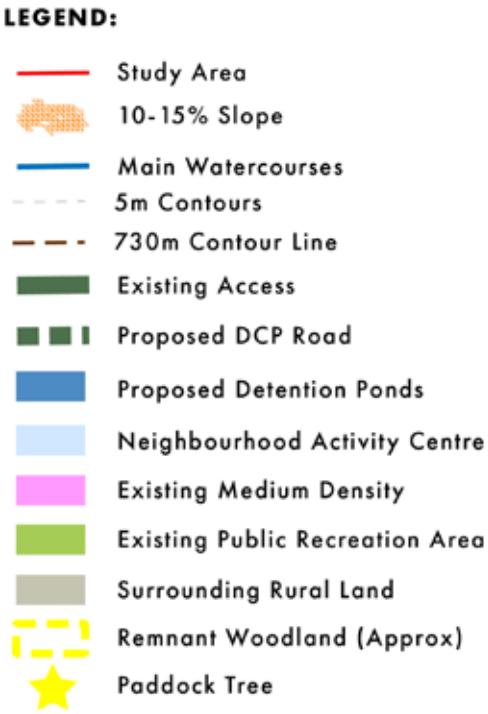 LEGEND:
Study Area
10-15% Slope
Main Watercourses
5m Contours
730m Contour Line
Existing Access
Proposed DCP Road
Proposed Detention Ponds
Neighbourhood Activity Centre
Existing Medium Density
Existing Public Recreation Area
Surrounding Rural Land
Remnant Woodland (Approx)
Paddock Tree